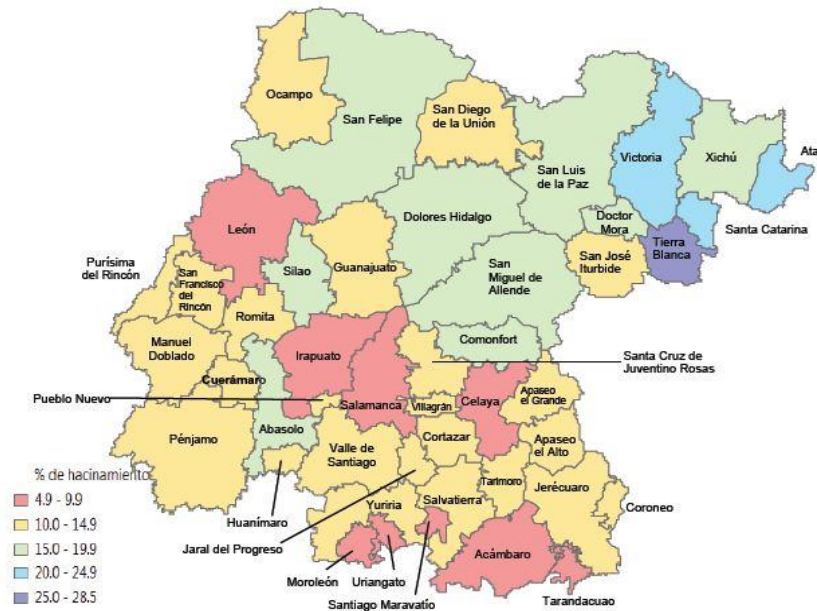 Ocampo
San Felipe
San Diego
de la Unión
San Luis
de la Paz
Victoria
Xichú
Ata
Santa Catarina
Doctor
Mora
Tierra
Blanca
San José
Iturbide
León
Dolores Hidalgo
San
Miguel de
Allende
Purísima
del Rincón
San
Francisco
del
Rincón
Silao
Guanajuato
Romita
Manuel
Doblado
Irapuato
Comonfort
Santa Cruz de
Juventino Rosas
Cuerámaro
Pueblo Nuevo
Salamanca
Villagrán
Celaya
Apaseo
el Grande
Pénjamo
Abasolo
Valle de
Santiago
Cortazar
Apaseo
el Alto
Tarimoro
Jerécuaro
Coroneo
Huanímaro
Yuriria
Salvatierra
Jaral del Progreso
Acámbaro
Moroleón
Uriangato
Santiago Maravatío
Tarandacuao
% de hacinamiento
4.9 - 9.9
10.0 - 14.9
15.0 - 19.9
20.0 - 24.9
25.0 - 28.5